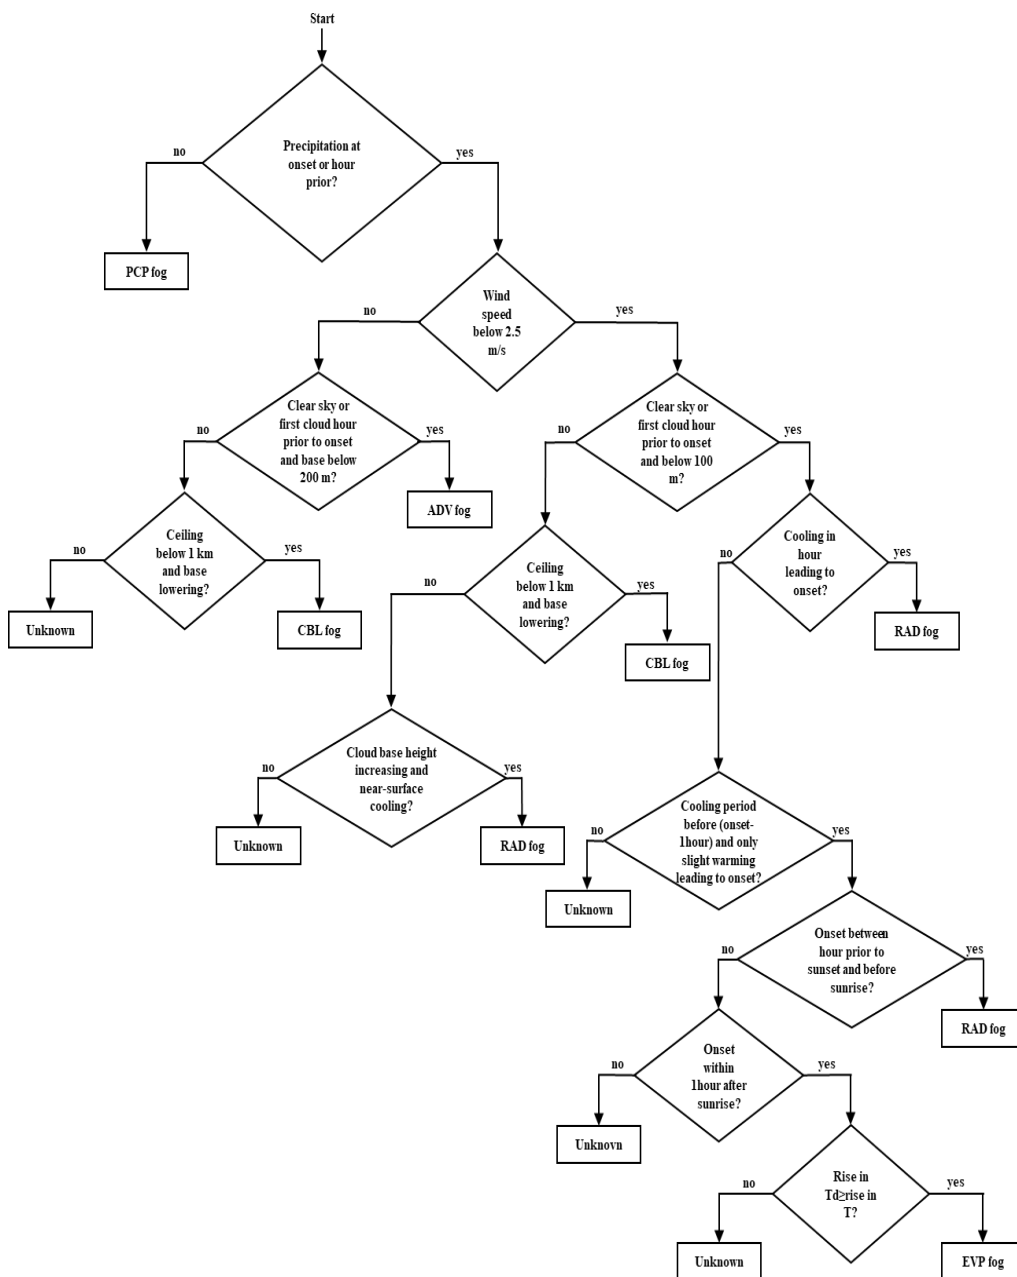 Start
Precipitation at
onset or hour
prior?
no
yes
PCP fog
Wind
speed
below 2.5
m/s
no
yes
Clear sky or
first cloud hour
prior to onset
and base below
200 m?
no
yes
Clear sky or
first cloud hour
prior to onset
and below 100
m?
no
yes
ADV fog
Ceiling
below 1 km
and base
lowering?
no
yes
Unknown
CBL fog
Ceiling
below 1 km
and base
lowering?
no
yes
CBL fog
Cooling in
hour
leading to
onset?
no
yes
RAD fog
Cloud base height
increasing and
near-surface
cooling?
no
yes
Unknown
RAD fog
Cooling period
before (onset-
1hour) and only
slight warming
leading to onset?
no
yes
Unknown
Onset between
hour prior to
sunset and before
sunrise?
no
yes
RAD fog
Onset
within
1hour after
sunrise?
no
yes
Unknovn
Rise in
Td≥rise in
T?
no
yes
Unknown
EVP fog